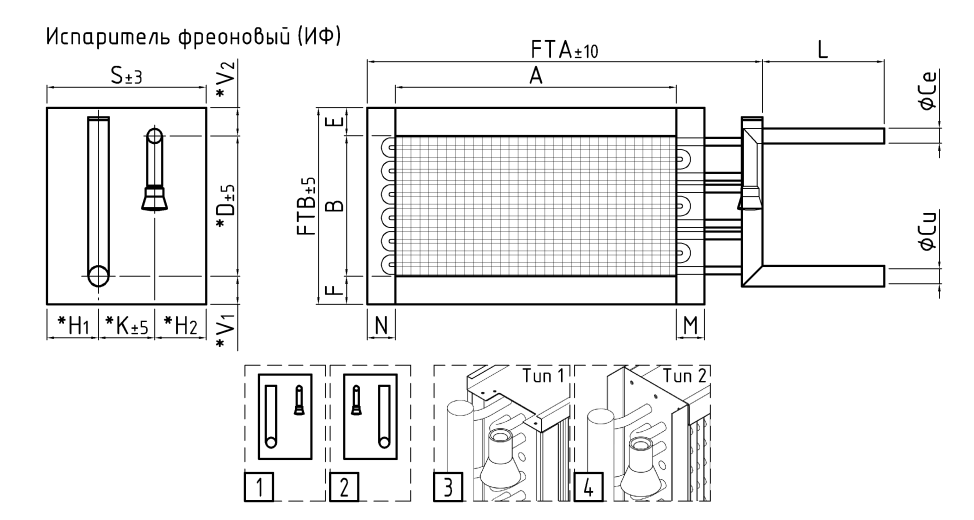 Испаритель фреоновый (ИФ)
FTA±10
L
S±3
*V2
A
φCe
E
*D±5
FTB±5
B
φCu
F
*H1
*K±5
*H2
*V1
N
M
Тип 1
Тип 2
1
2
3
4